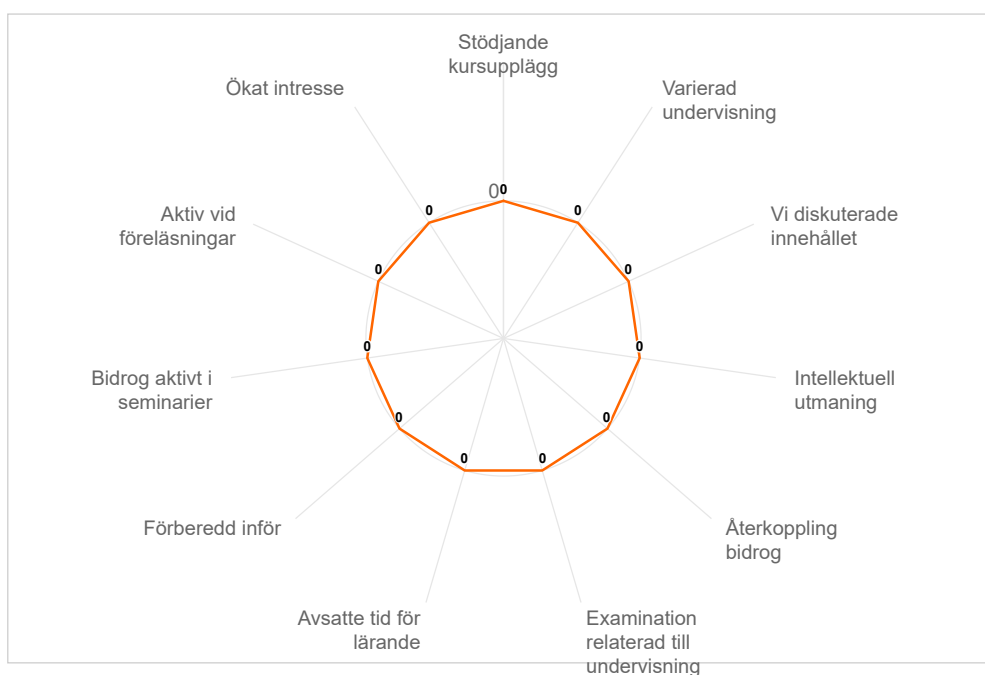 Stödjande
kursupplägg
Ökat intresse
Varierad
undervisning
0
0
0
0
Aktiv vid
föreläsningar
Vi diskuterade
innehållet
0
0
0
0
Bidrog aktivt i
seminarier
Intellektuell
utmaning
0
0
0
0
Förberedd inför
Återkoppling
bidrog
Avsatte tid för
lärande
Examination
relaterad till
undervisning